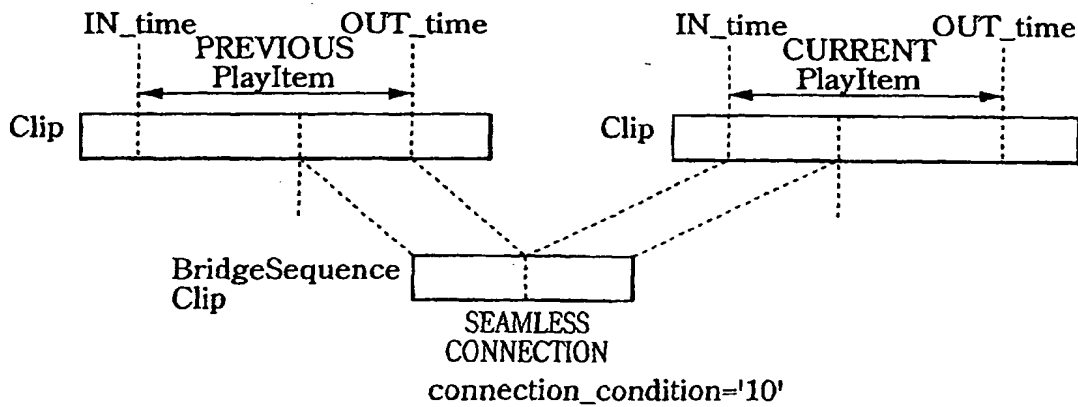 IN_time
OUT_time
PREVIOUS
PlayItem
IN_time
OUT_time
CURRENT
PlayItem
Clip
Clip
BridgeSequence
Clip
SEAMLESS
CONNECTION
connection_condition='10'